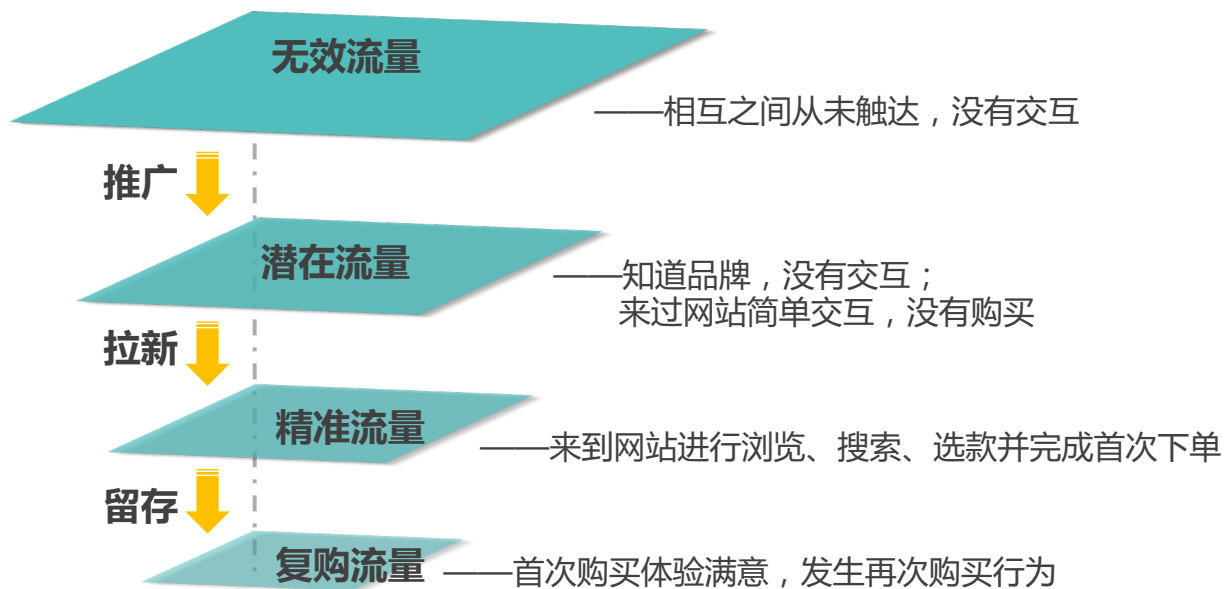 无效流量
——相互之间从未触达，没有交互
推广
潜在流量
——知道品牌，没有交互；
来过网站简单交互，没有购买
拉新
精准流量
——来到网站进行浏览、搜索、选款并完成首次下单
留存
复购流量
——首次购买体验满意，发生再次购买行为